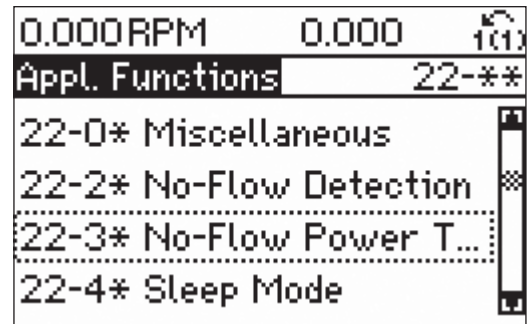 0.000RPM 0.000 1(1)
Appl. Functions 22-**
22-0* Miscellaneous
22-2* No-Flow Detection
22-3* No-Flow Power T...
22-4* Sleep Mode